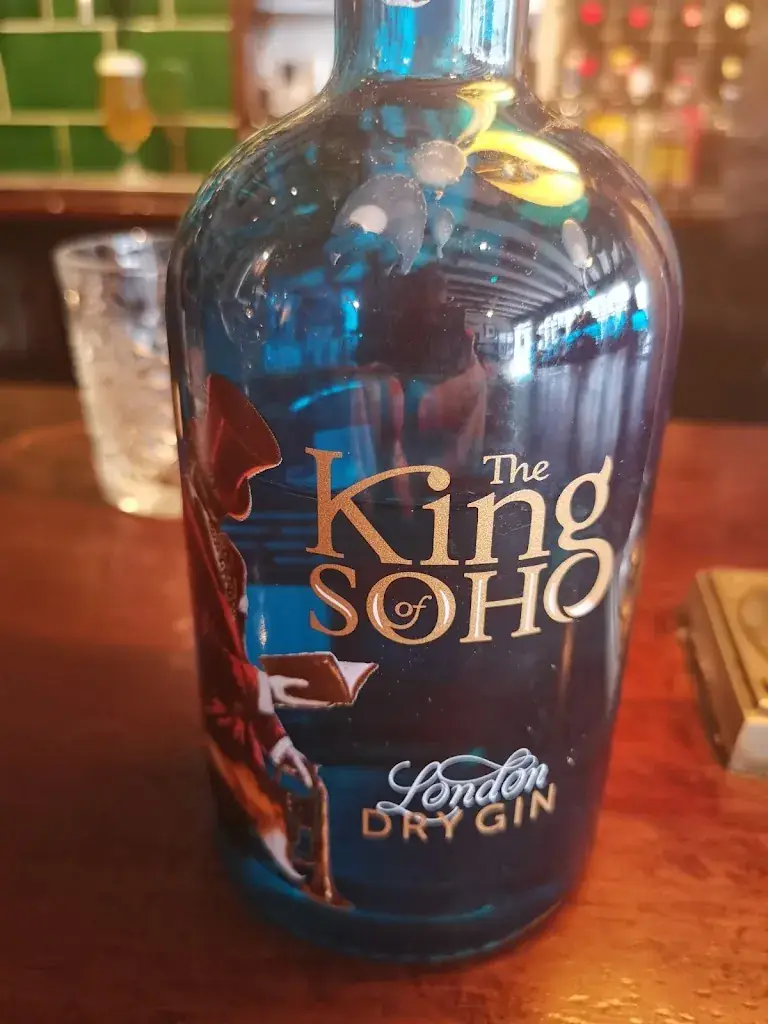 The
King
of
SOHO
London
DRY GIN